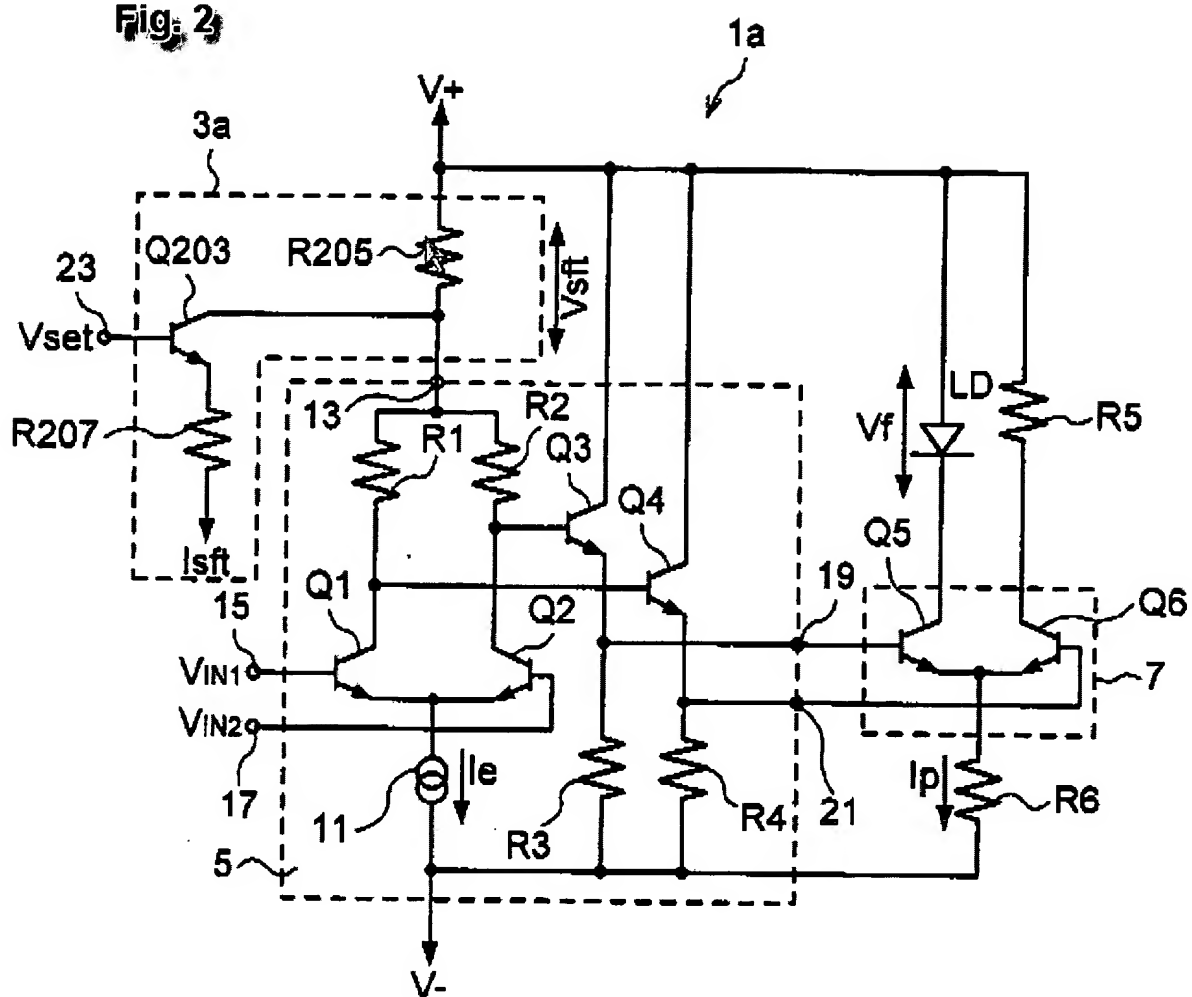 Fig. 2
1a
V+
3a
Q203
R205
Vsft
23
Vset
13
R2
LD
R207
R1
Q3
Vf
R5
Q4
Isft
Q5
Q1
19
Q6
15
Q2
VIN1
7
VIN2
Ie
Ip
17
11
R4
21
R6
R3
5
V-